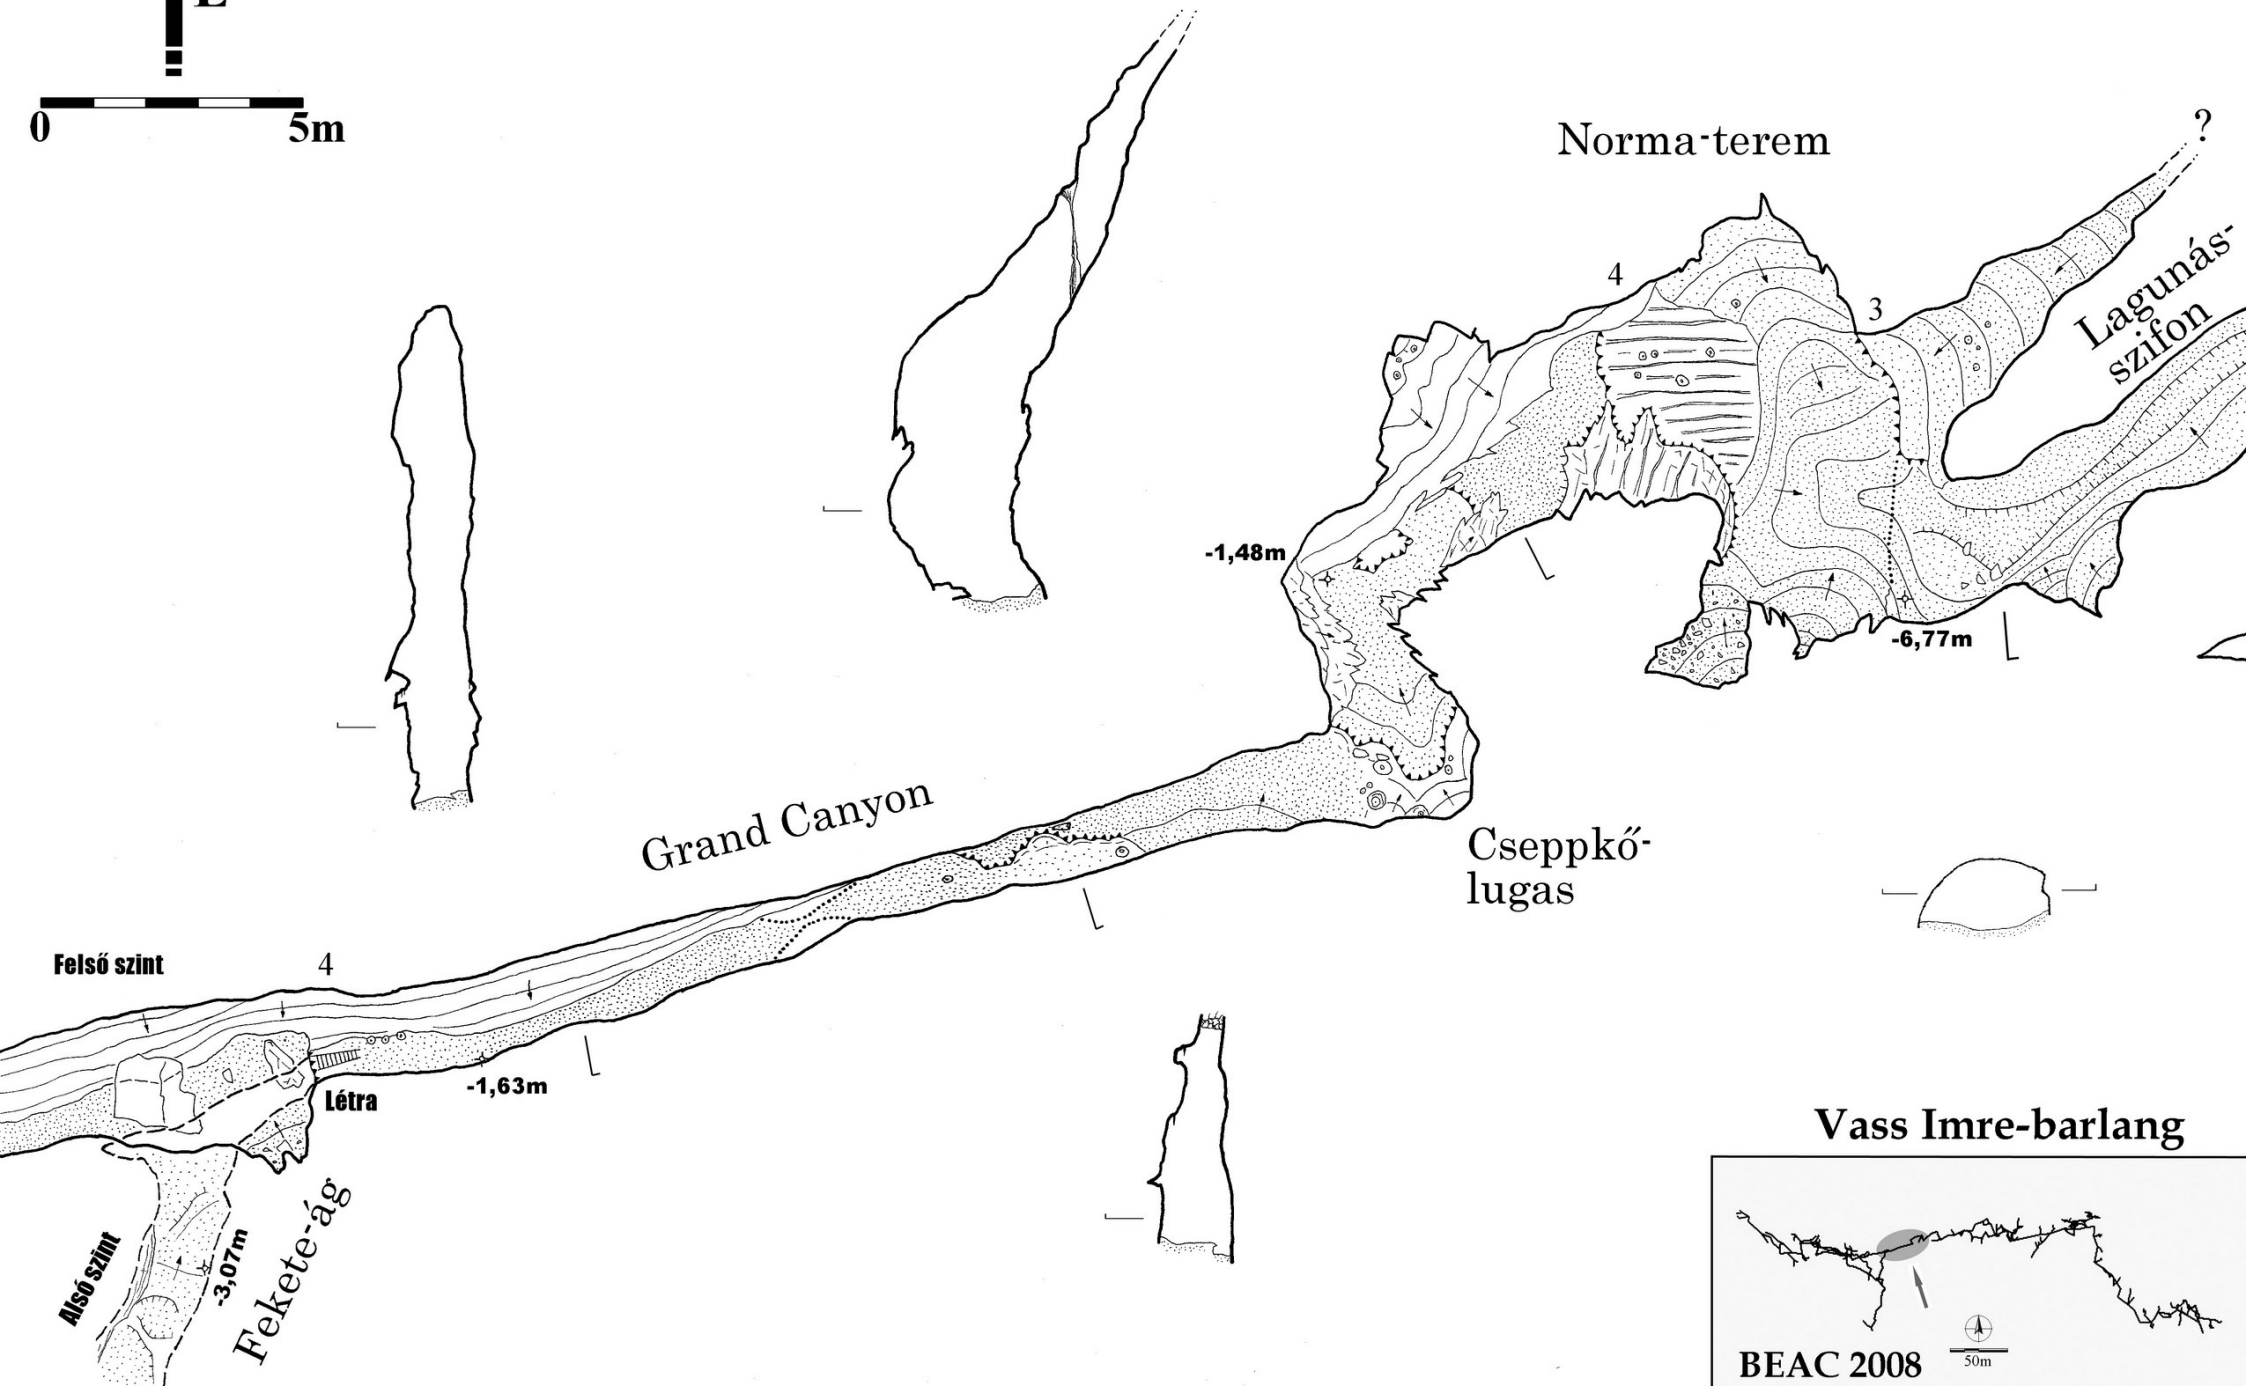 0
5m
Norma-terem
?
4
3
Lagunás-
szifon
-1,48m
-6,77m
Grand Canyon
Cseppkő-
lugas
Felső szint
4
-1,63m
Létra
Alsó szint
-3,07m
Fekete-ág
Vass Imre-barlang
BEAC 2008
50m